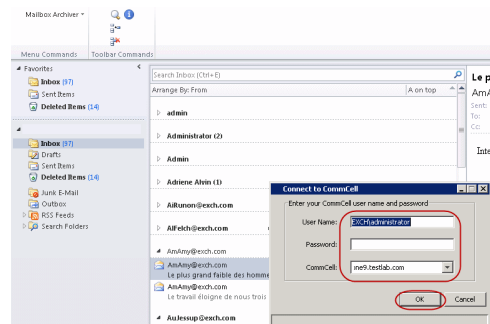 Mailbox Archiver
Menu Commands
Toolbar Commands
Favorites
Inbox (97)
Sent Items
Deleted Items (14)
Inbox (97)
Drafts
Sent Items
Deleted Items (14)
Junk E-Mail
Outbox
RSS Feeds
Search Folders
Search Inbox (Ctrl+E)
Arrange By: From
A on top
admin
Administrator (2)
Admin
Adriene Alvin (1)
AiRunon@exch.com
AlFelch@exch.com
AmAmy@exch.com
AmAmy@exch.com
Le plus grand faible des homme
AmAmy@exch.com
Le travail éloigne de nous trois
AuJessup@exch.com
Le p
AmA
Sent:
To:
Cc:
Inte
Connect to CommCell
Enter your CommCell user name and password
User Name:
EXCH\administrator
Password:
CommCell:
ne9.testlab.com
OK
Cancel